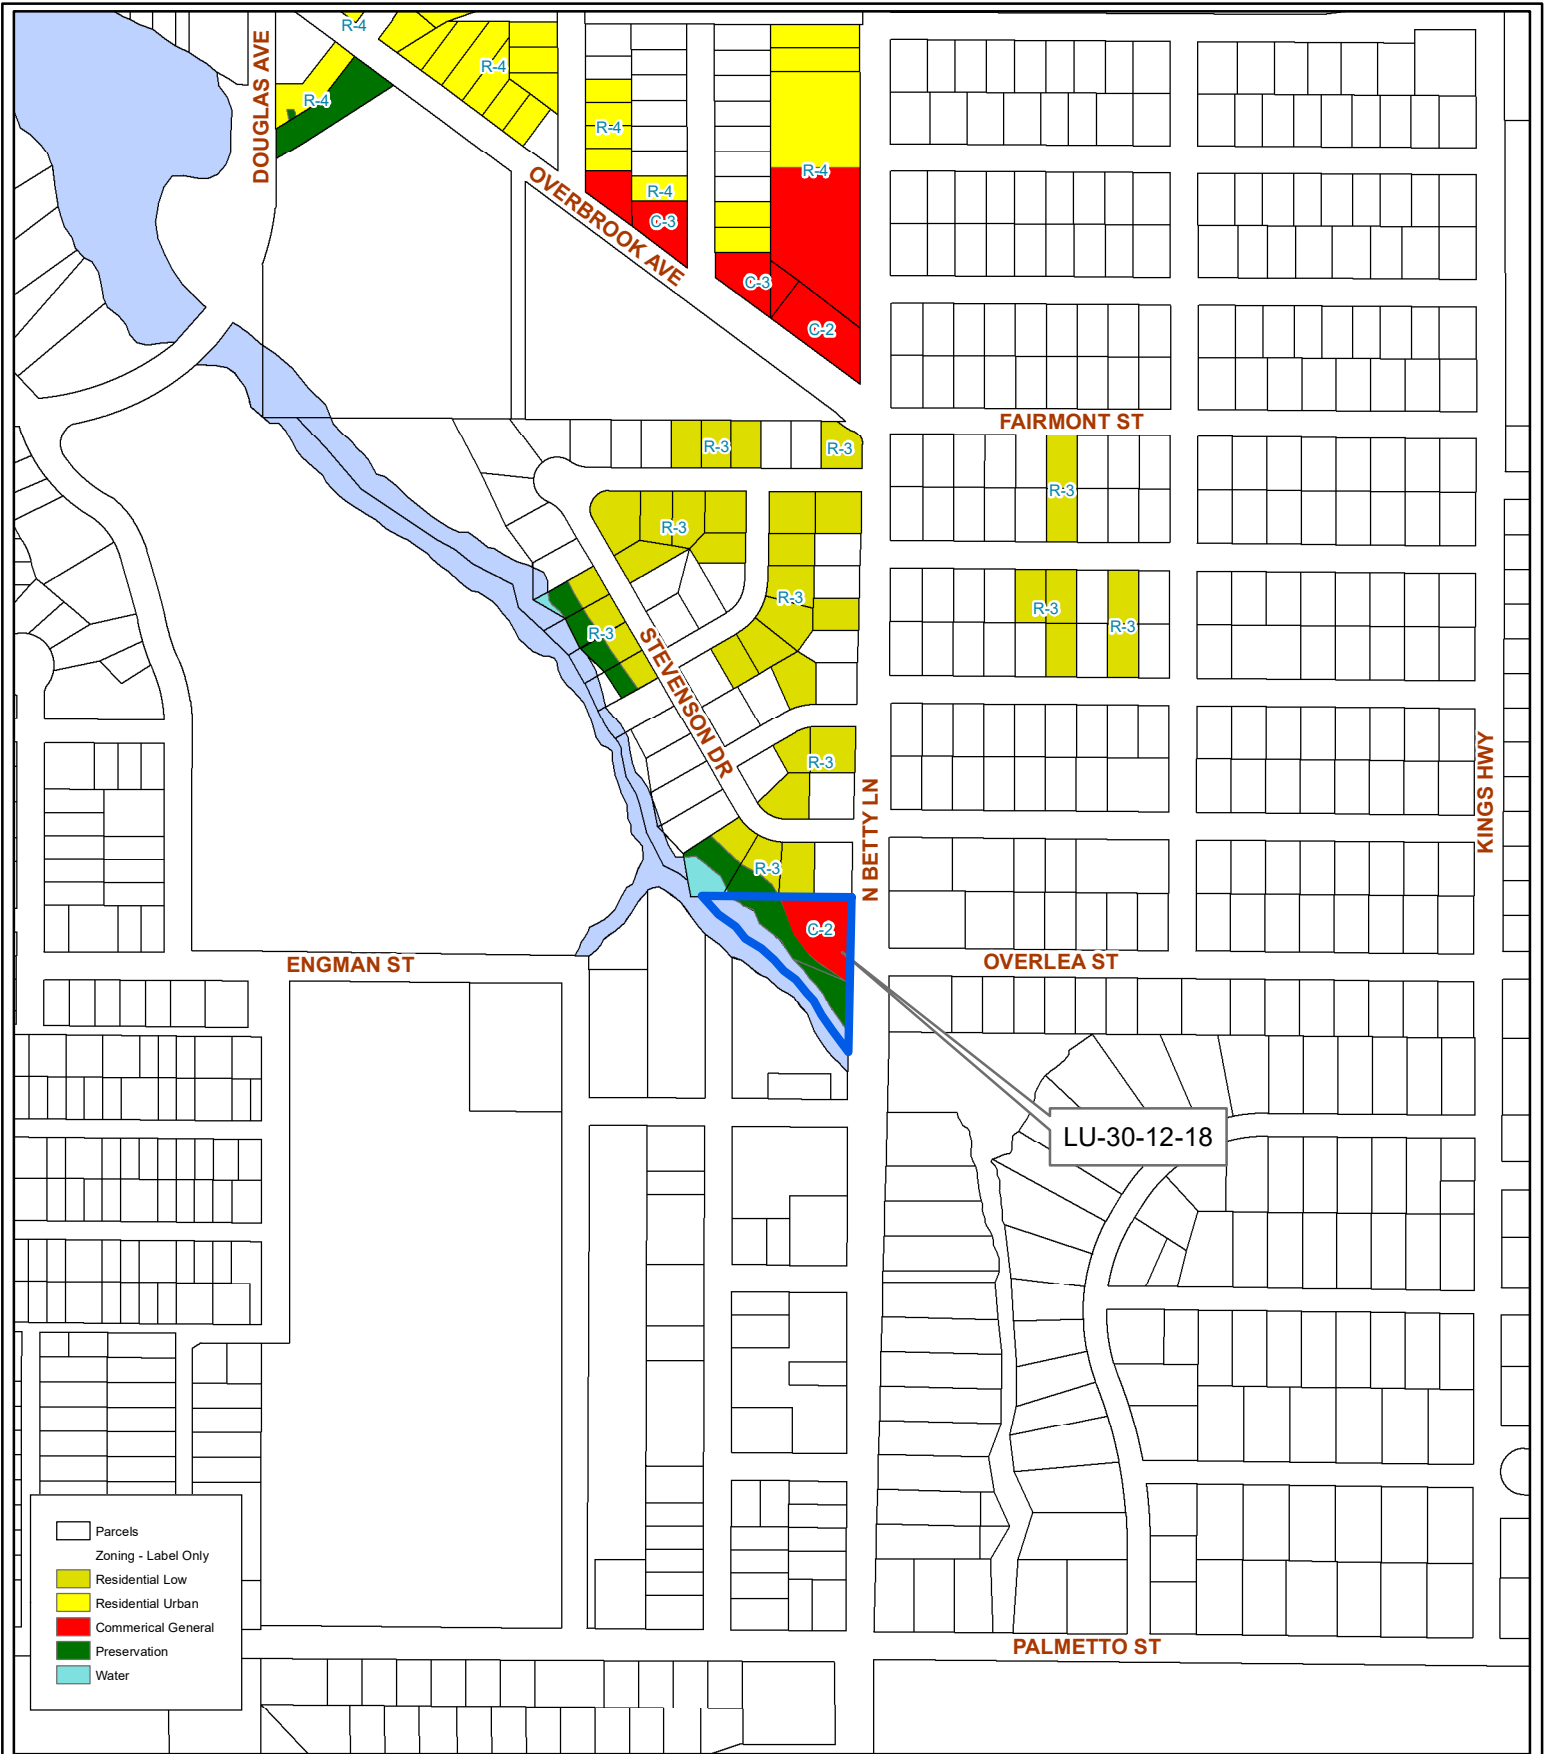 R-4
DOUGLAS AVE
R-4
R-4
R-4
R-4
R-4
C-3
OVERBROOK AVE
C-3
C-2
FAIRMONT ST
R-3
R-3
R-3
R-3
R-3
R-3
R-3
R-3
STEVENSON DR
R-3
N BETTY LN
KINGS HWY
R-3
C-2
ENGMAN ST
OVERLEA ST
LU-30-12-18
PALMETTO ST
Parcels
Zoning - Label Only
Residential Low
Residential Urban
Commerical General
Preservation
Water